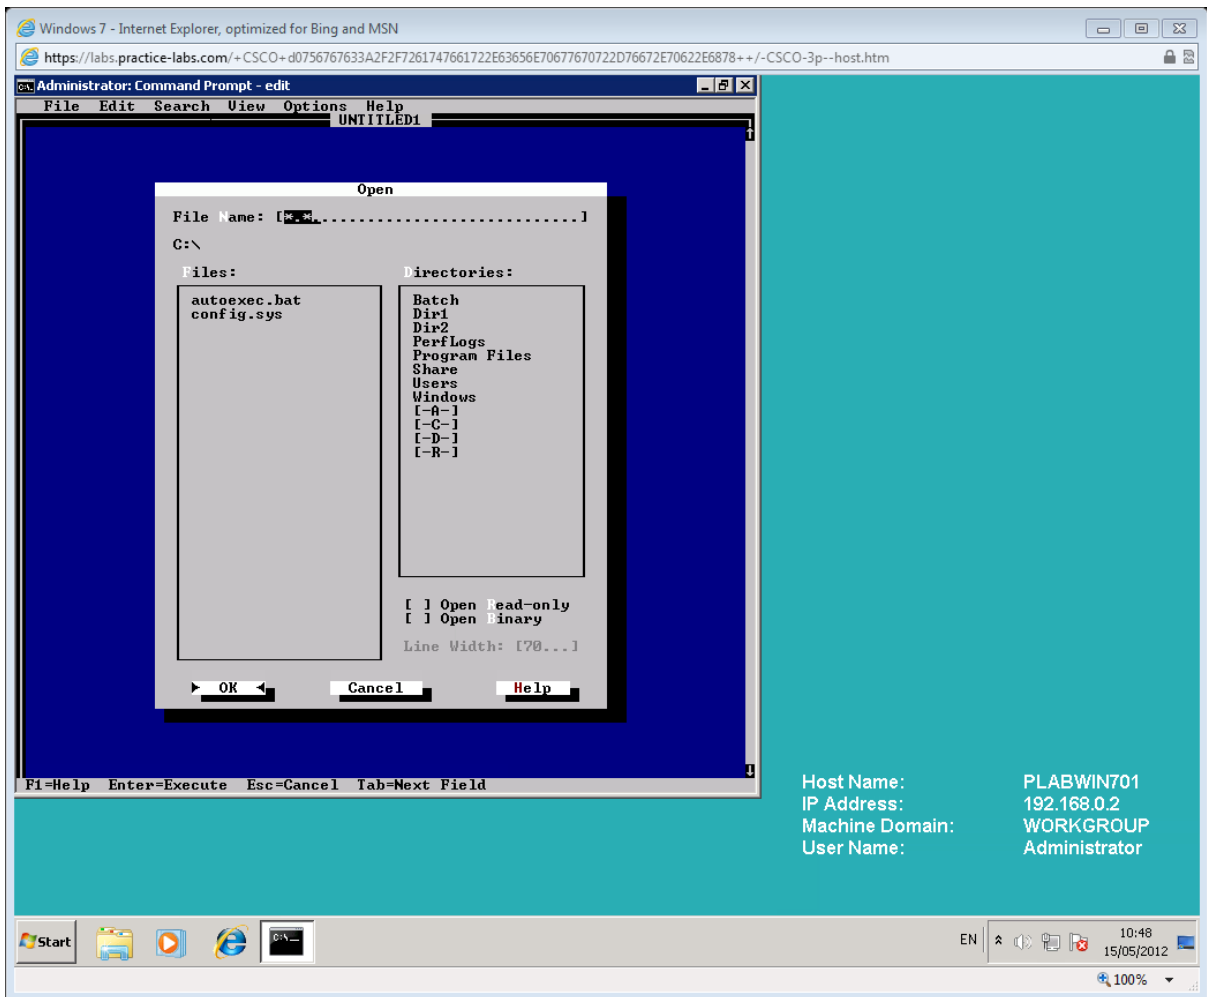 Windows 7 - Internet Explorer, optimized for Bing and MSN
https://labs.practice-labs.com/+CSCO+d0756767633A2F2F7261747661722E63656E70677670722D76672E70622E6878++/-CSCO-3p--host.htm
Administrator: Command Prompt - edit
File Edit Search View Options Help
UNTITLED1
Open
File Name: [*.*..............................]
C:\
Files:
Directories:
autoexec.bat
config.sys
Batch
Dir1
Dir2
PerfLogs
Program Files
Share
Users
Windows
[-A-]
[-C-]
[-D-]
[-R-]
[ ] Open Read-only
[ ] Open Binary
Line Width: [70...]
OK
Cancel
Help
F1=Help Enter=Execute Esc=Cancel Tab=Next Field
Host Name: PLABWIN701
IP Address: 192.168.0.2
Machine Domain: WORKGROUP
User Name: Administrator
Start
C:\_
EN
10:48
15/05/2012
100%